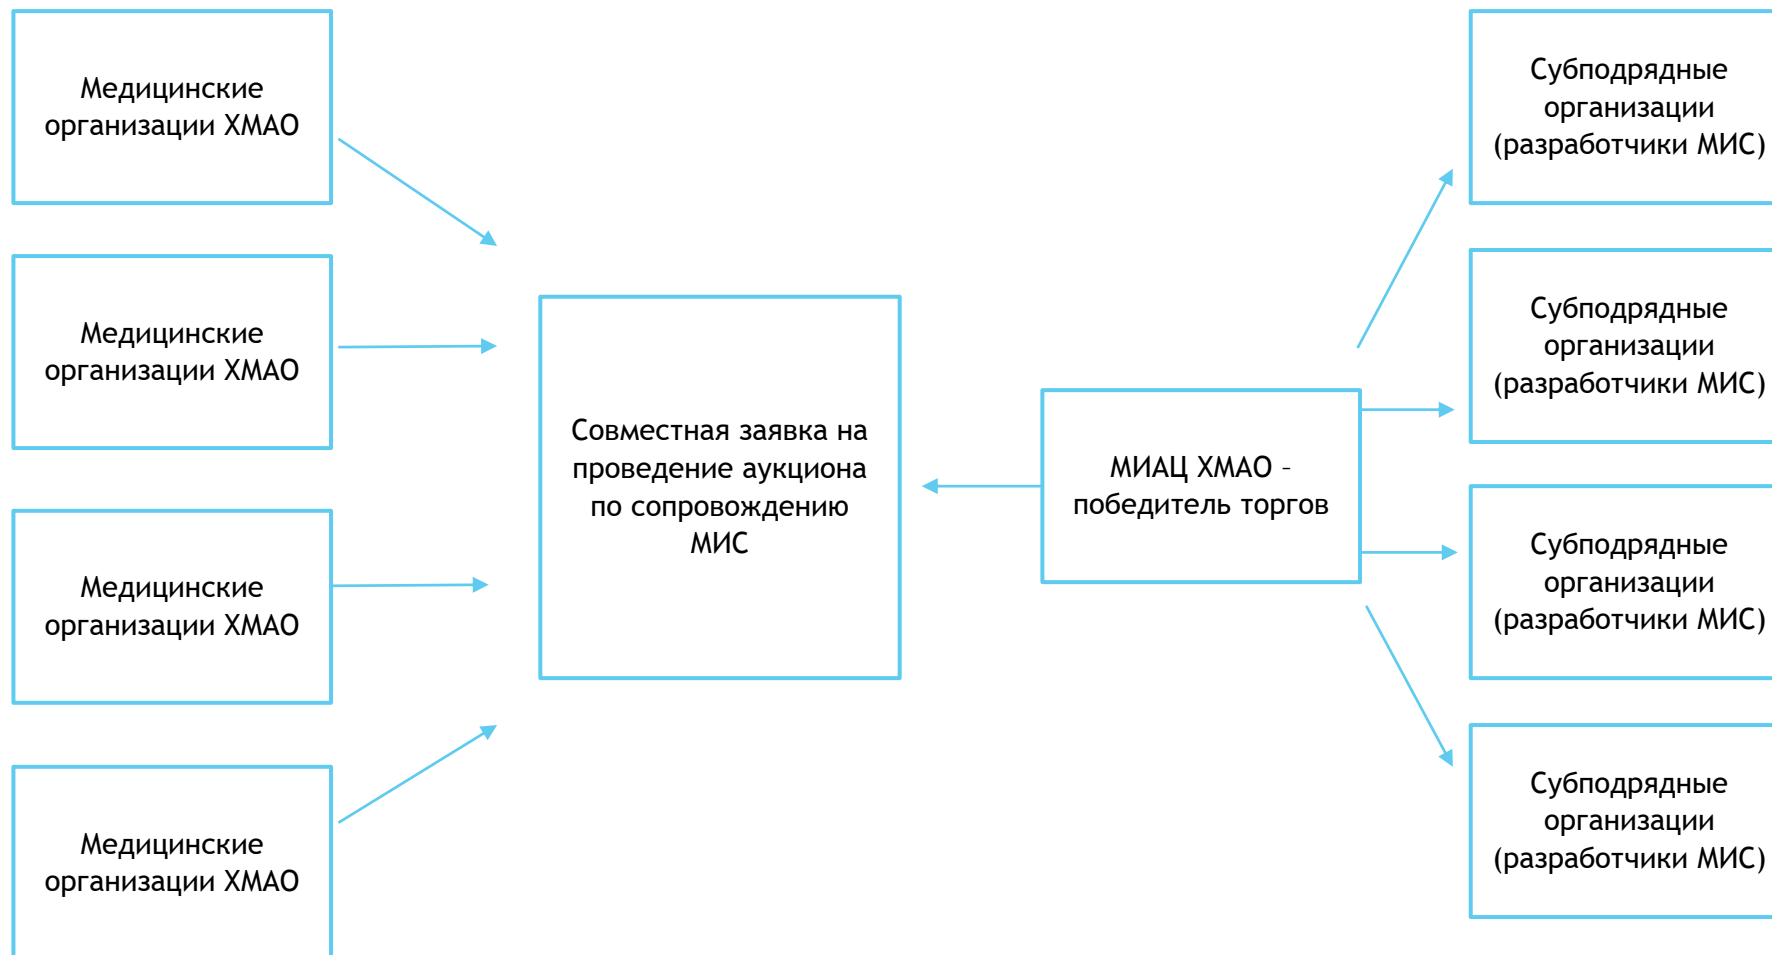 Медицинские
организации ХМАО
Медицинские
организации ХМАО
Медицинские
организации ХМАО
Медицинские
организации ХМАО
Совместная заявка на
проведение аукциона
по сопровождению
МИС
МИАЦ ХМАО –
победитель торгов
Субподрядные
организации
(разработчики МИС)
Субподрядные
организации
(разработчики МИС)
Субподрядные
организации
(разработчики МИС)
Субподрядные
организации
(разработчики МИС)